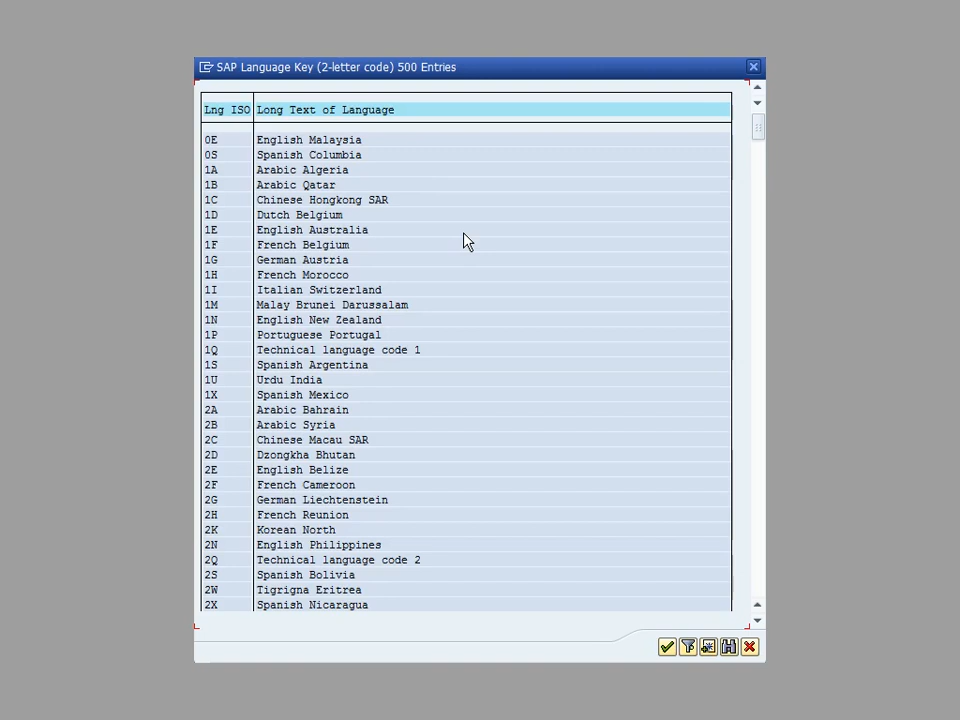 SAP Language Key (2-letter code) 500 Entries
Lng ISO Long Text of Language
0E English Malaysia
0S Spanish Columbia
1A Arabic Algeria
1B Arabic Qatar
1C Chinese Hongkong SAR
1D Dutch Belgium
1E English Australia
1F French Belgium
1G German Austria
1H French Morocco
1I Italian Switzerland
1M Malay Brunei Darussalam
1N English New Zealand
1P Portuguese Portugal
1Q Technical language code 1
1S Spanish Argentina
1U Urdu India
1X Spanish Mexico
2A Arabic Bahrain
2B Arabic Syria
2C Chinese Macau SAR
2D Dzongkha Bhutan
2E English Belize
2F French Cameroon
2G German Liechtenstein
2H French Reunion
2K Korean North
2N English Philippines
2Q Technical language code 2
2S Spanish Bolivia
2W Tigrigna Eritrea
2X Spanish Nicaragua